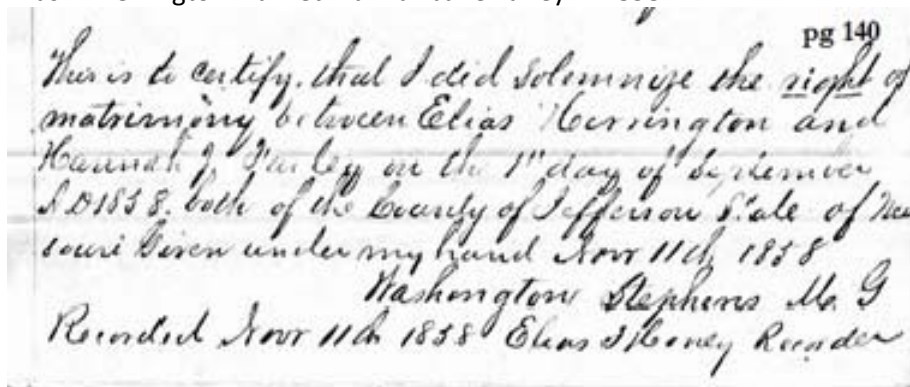 pg 140
This is to certify. that I did Solemnize the right of
matrimony between Elias Herrington and
Hannah J Farley on the 1st day of September
AD 1858. both of the County of Jefferson State of Mis
souri Given under my hand Novr 11th 1858
Washington Stephens M. G
Recorded Novr 11th 1858 Elias Honey Recorder